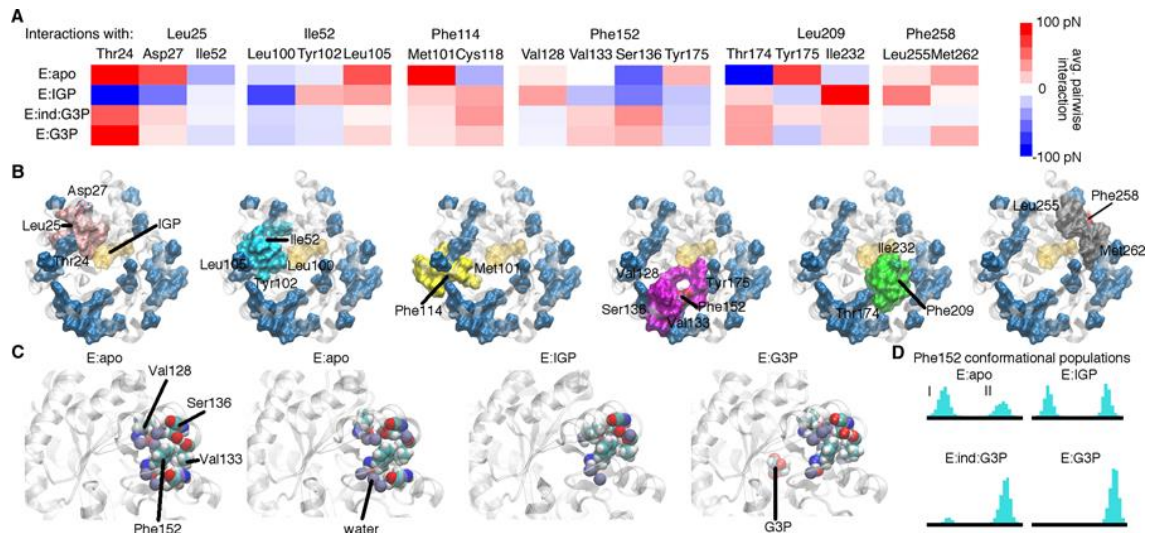 A
Interactions with: Leu25 Ile52 Phe114 Phe152 Leu209 Phe258
Thr24 Asp27 Ile52 Leu100 Tyr102 Leu105 Met101 Cys118 Val128 Val133 Ser136 Tyr175 Thr174 Tyr175 Ile232 Leu255 Met262
E:apo
E:IGP
E:ind:G3P
E:G3P
100 pN
0
-100 pN
avg. pairwise
interaction
B
Asp27
Leu25
IGP
Thr24
Ile52
Leu105
Leu100
Tyr102
Met101
Phe114
Val128
Tyr175
Ser136
Phe152
Val133
Ile232
Thr174
Phe209
Leu255
Phe258
Met262
C
E:apo E:apo E:IGP E:G3P
Val128
Ser136
Val133
Phe152
water
G3P
D
Phe152 conformational populations
E:apo E:IGP
I II
E:ind:G3P E:G3P